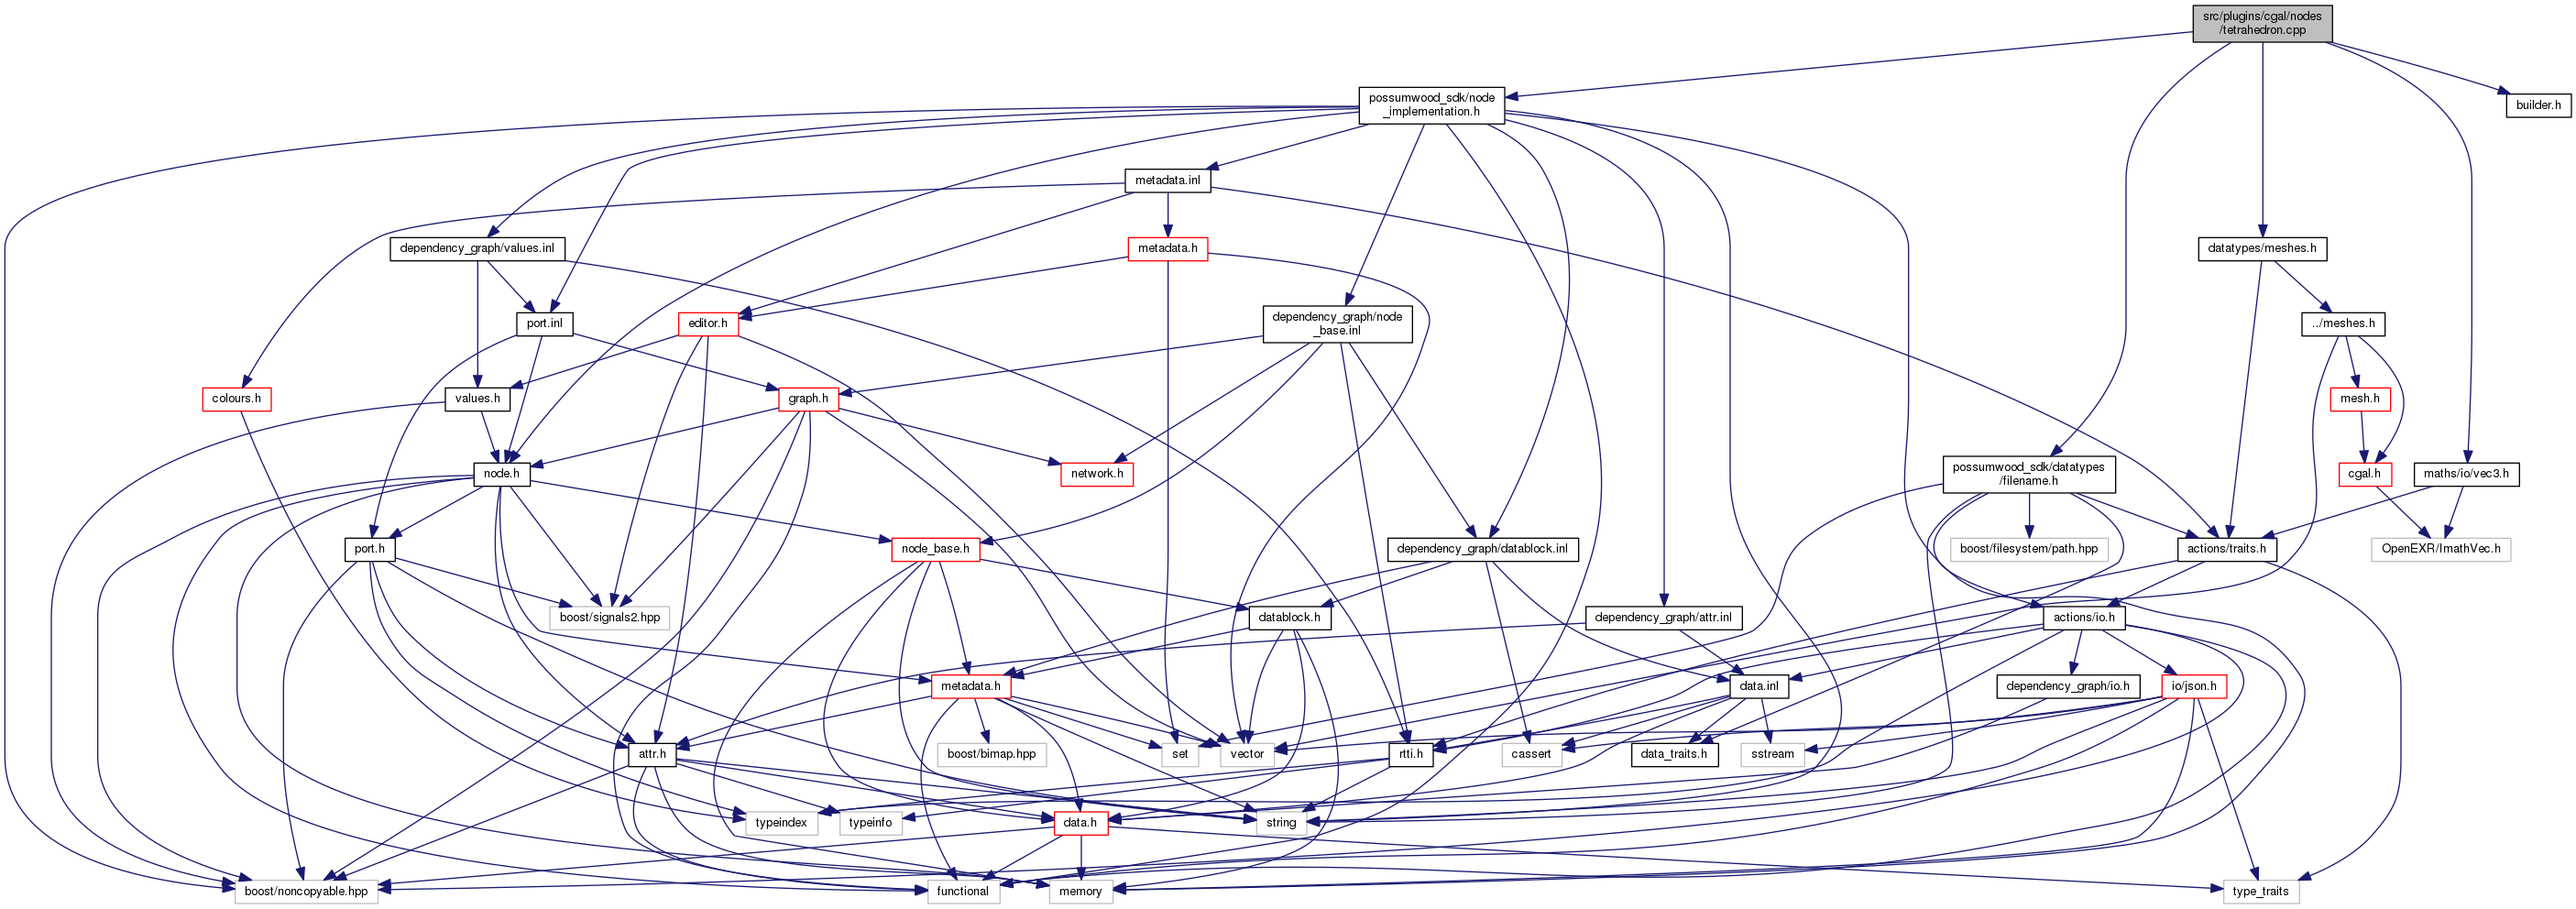 src/plugins/cgal/nodes
/tetrahedron.cpp
possumwood_sdk/node
_implementation.h
builder.h
metadata.inl
dependency_graph/values.inl
metadata.h
datatypes/meshes.h
port.inl
editor.h
dependency_graph/node
_base.inl
../meshes.h
colours.h
values.h
graph.h
mesh.h
node.h
network.h
possumwood_sdk/datatypes
/filename.h
cgal.h
maths/io/vec3.h
port.h
node_base.h
dependency_graph/datablock.inl
boost/filesystem/path.hpp
actions/traits.h
OpenEXR/ImathVec.h
boost/signals2.hpp
datablock.h
dependency_graph/attr.inl
actions/io.h
metadata.h
data.inl
dependency_graph/io.h
io/json.h
attr.h
boost/bimap.hpp
set
vector
rtti.h
cassert
data_traits.h
sstream
typeindex
typeinfo
data.h
string
boost/noncopyable.hpp
functional
memory
type_traits